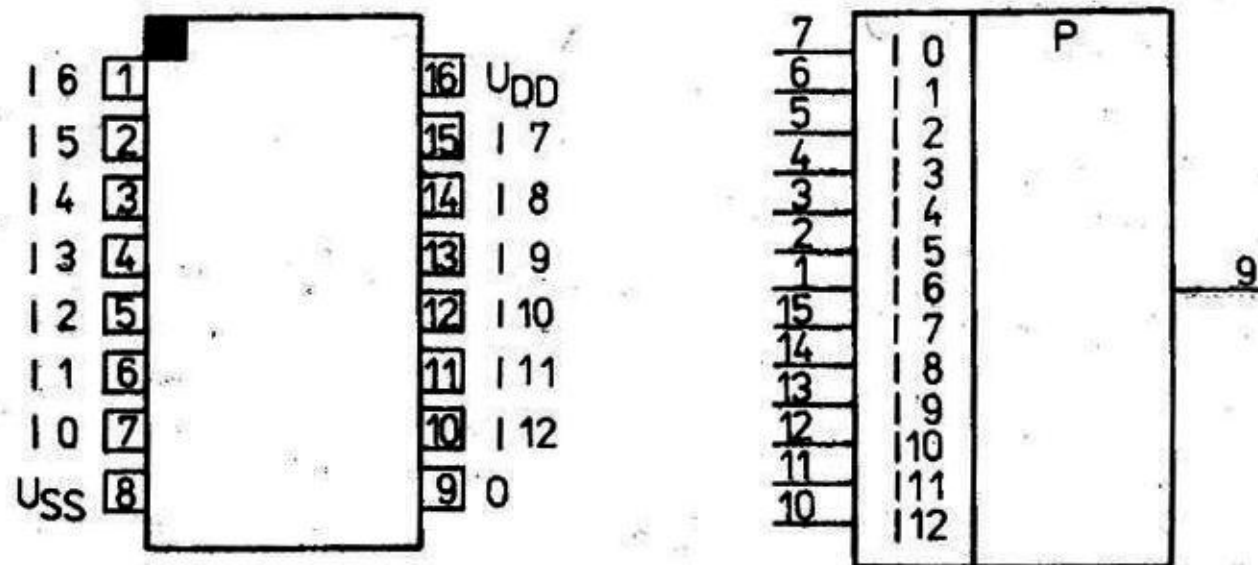 I 6 1 16 UDD
I 5 2 15 I 7
I 4 3 14 I 8
I 3 4 13 I 9
I 2 5 12 I 10
I 1 6 11 I 11
I 0 7 10 I 12
USS 8 9 O
P
7 I 0
6 I 1
5 I 2
4 I 3
3 I 4
2 I 5
1 I 6
9
15 I 7
14 I 8
13 I 9
12 I 10
11 I 11
10 I 12